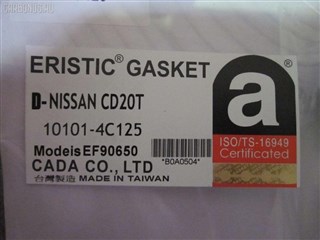 ERISTIC® GASKET
D-NISSAN CD20T
10101-4C125
Modeis EF90650
*B0A0504*
CADA CO., LTD
台灣製造 MADE IN TAIWAN
a
ISO/TS-16949
Certificated